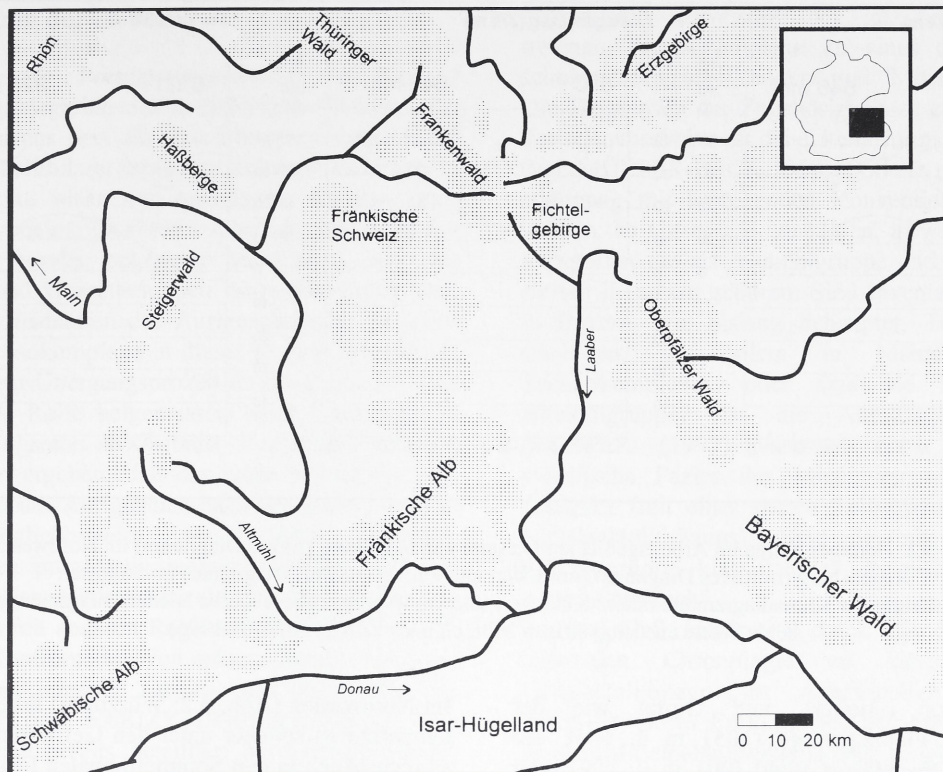 Rhön
Thüringer
Wald
Erzgebirge
Haßberge
Frankenwald
Fränkische
Schweiz
Fichtel-
gebirge
← Main
Steigerwald
Laaber
←
Oberpfälzer Wald
Altmühl
→
Fränkische Alb
Bayerischer Wald
Schwäbische Alb
Donau →
Isar-Hügelland
0 10 20 km